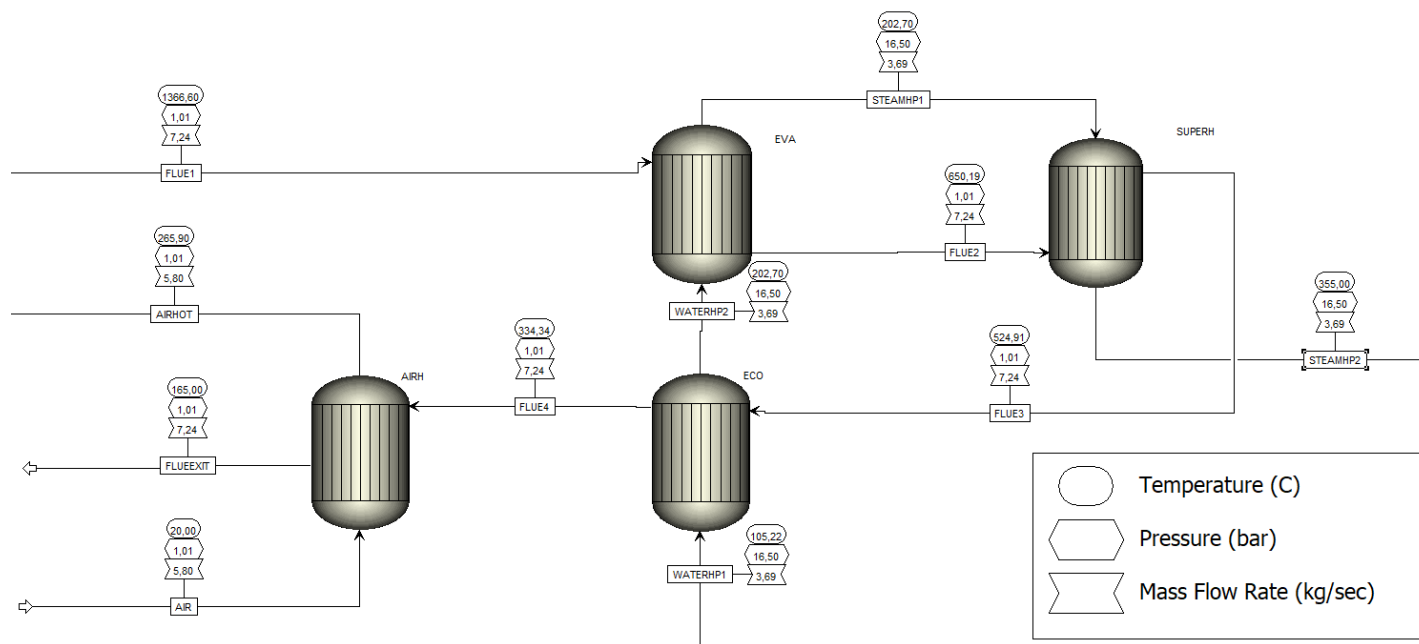 202,70
16,50
3,69
STEAMHP1
1366,60
1,01
7,24
FLUE1
EVA
SUPERH
650,19
1,01
7,24
FLUE2
265,90
1,01
5,80
AIRHOT
202,70
16,50
3,69
WATERHP2
334,34
1,01
7,24
FLUE4
355,00
16,50
3,69
STEAMHP2
524,91
1,01
7,24
FLUE3
AIRH
ECO
165,00
1,01
7,24
FLUEEXIT
20,00
1,01
5,80
AIR
105,22
16,50
3,69
WATERHP1
Temperature (C)
Pressure (bar)
Mass Flow Rate (kg/sec)